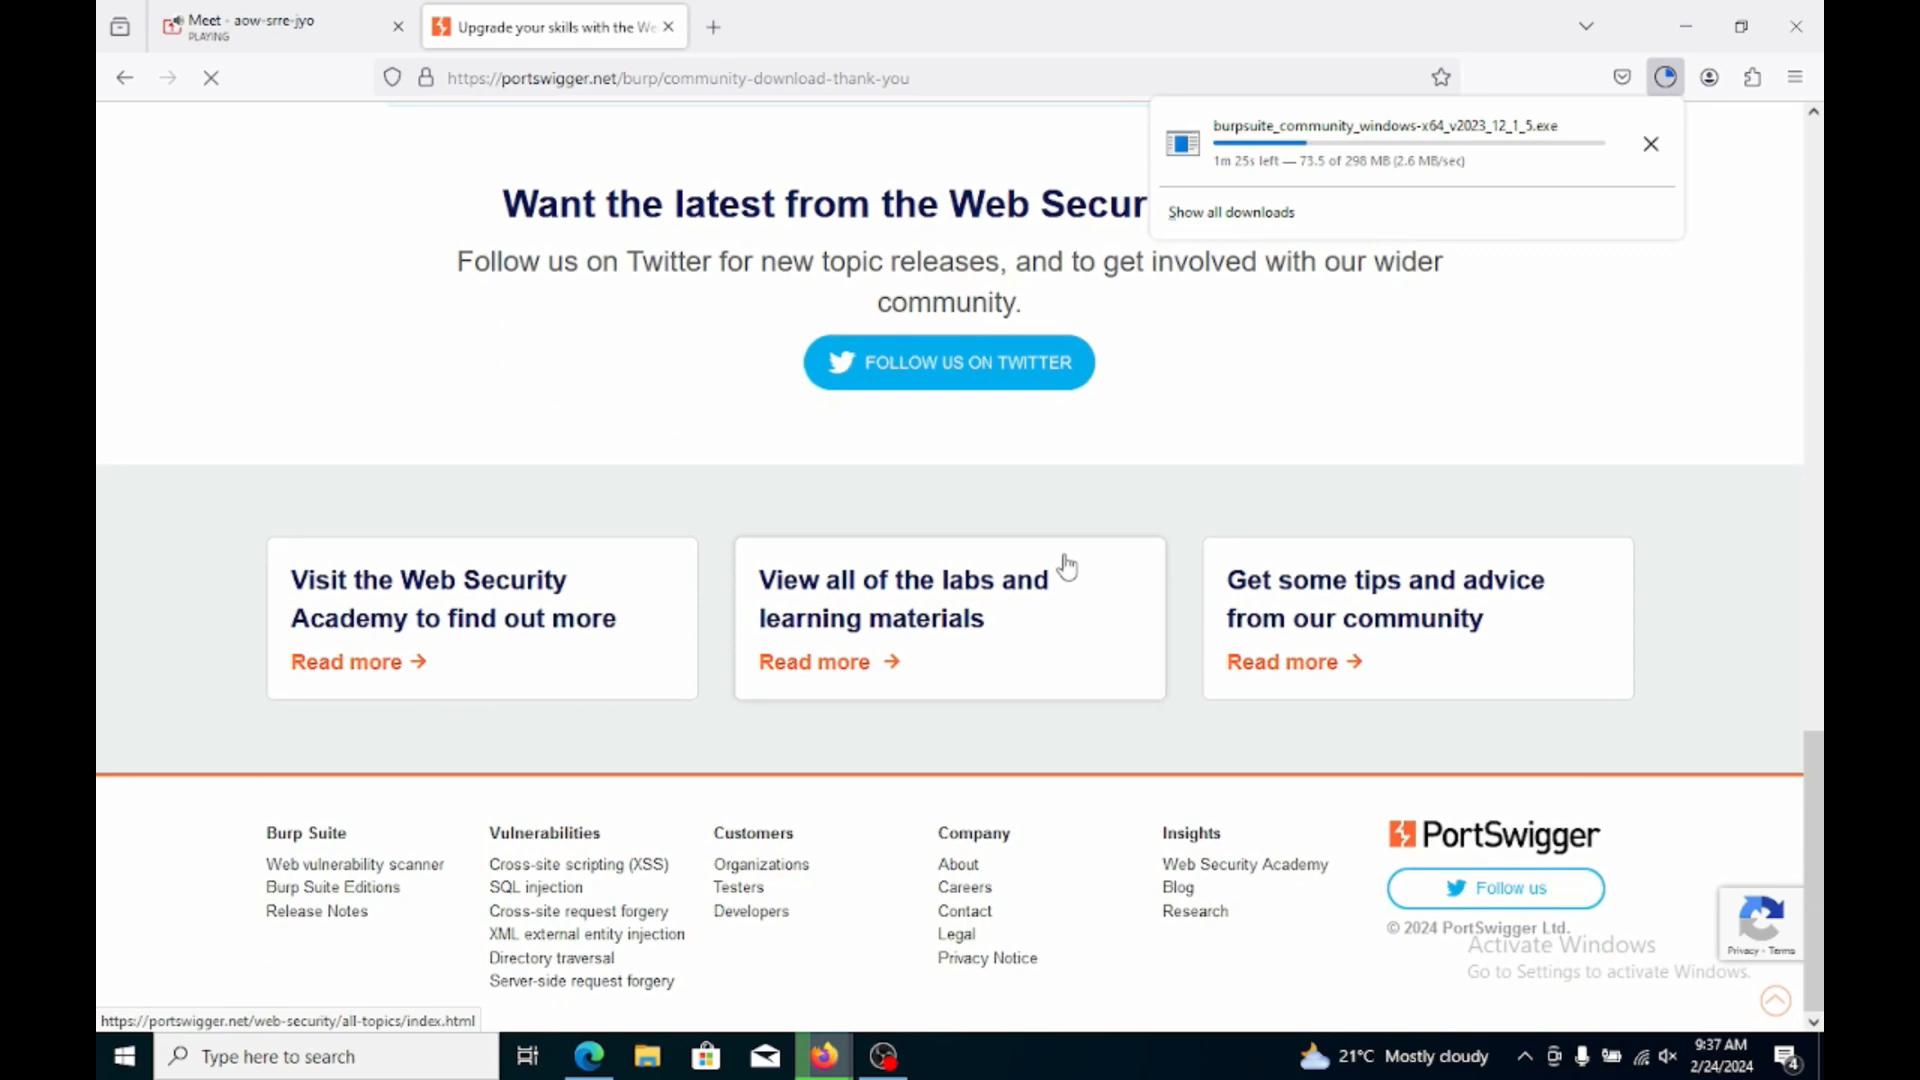 Meet - aow-srre-jyo
PLAYING
Upgrade your skills with the We
https://portswigger.net/burp/community-download-thank-you
burpsuite_community_windows-x64_v2023_12_1_5.exe
1m 25s left — 73.5 of 298 MB (2.6 MB/sec)
Show all downloads
Want the latest from the Web Secur
Follow us on Twitter for new topic releases, and to get involved with our wider
community.
FOLLOW US ON TWITTER
Visit the Web Security
Academy to find out more
Read more →
View all of the labs and
learning materials
Read more →
Get some tips and advice
from our community
Read more →
Burp Suite
Web vulnerability scanner
Burp Suite Editions
Release Notes
Vulnerabilities
Cross-site scripting (XSS)
SQL injection
Cross-site request forgery
XML external entity injection
Directory traversal
Server-side request forgery
Customers
Organizations
Testers
Developers
Company
About
Careers
Contact
Legal
Privacy Notice
Insights
Web Security Academy
Blog
Research
PortSwigger
Follow us
© 2024 PortSwigger Ltd.
Privacy - Terms
Activate Windows
Go to Settings to activate Windows.
https://portswigger.net/web-security/all-topics/index.html
Type here to search
21°C Mostly cloudy
9:37 AM
2/24/2024
4